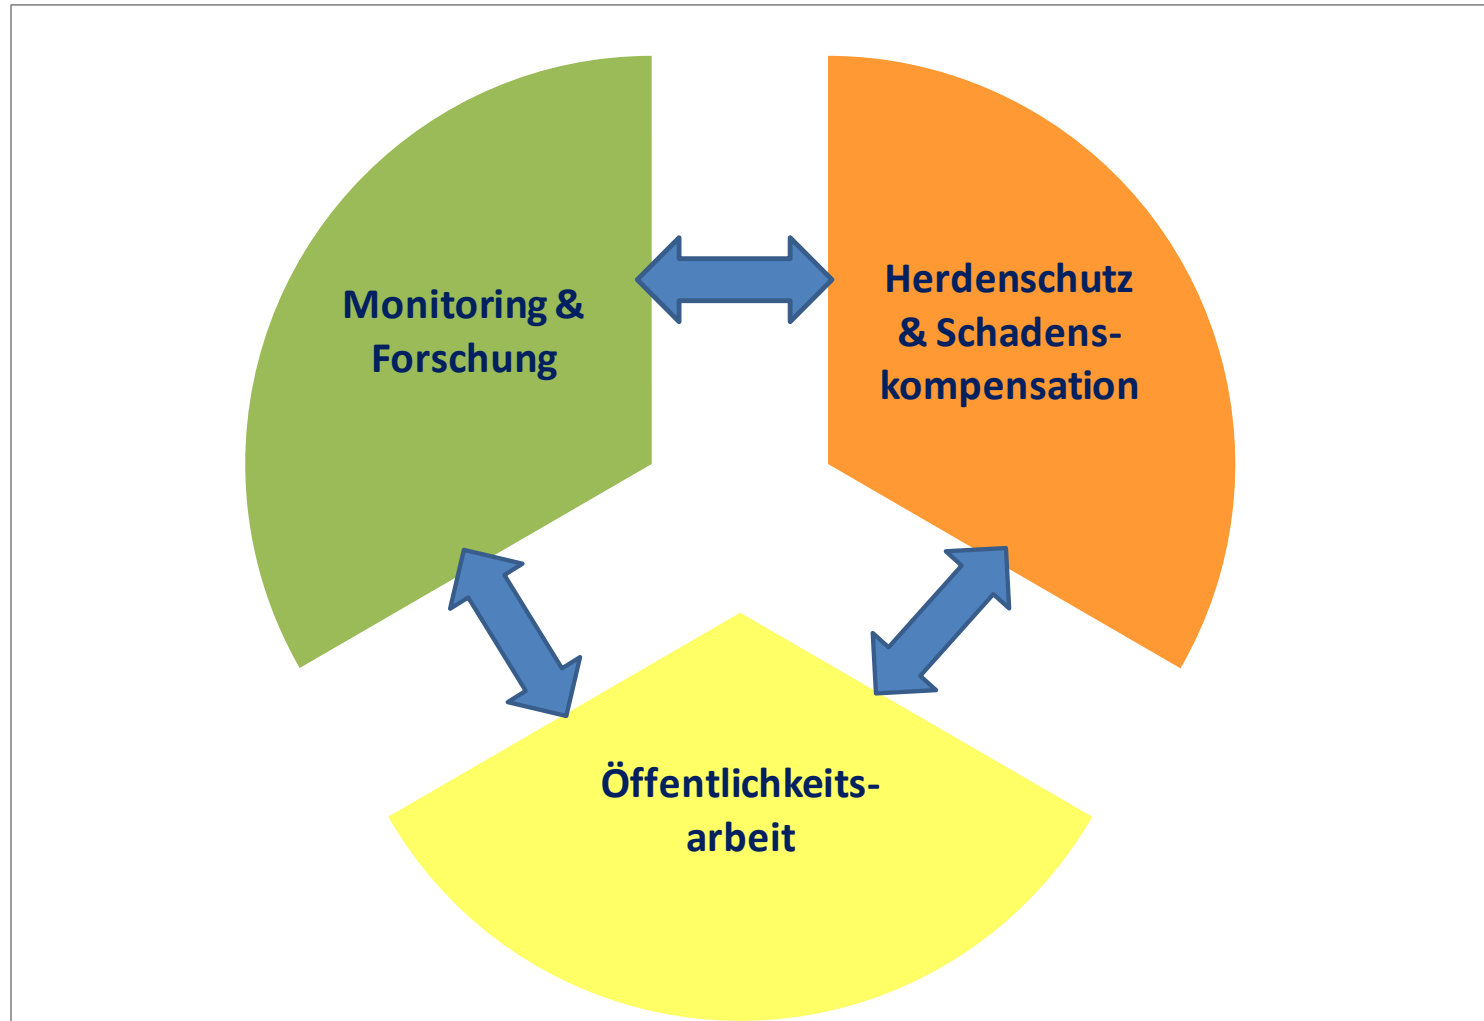 Monitoring &
Forschung
Herdenschutz
& Schadens-
kompensation
Öffentlichkeits-
arbeit